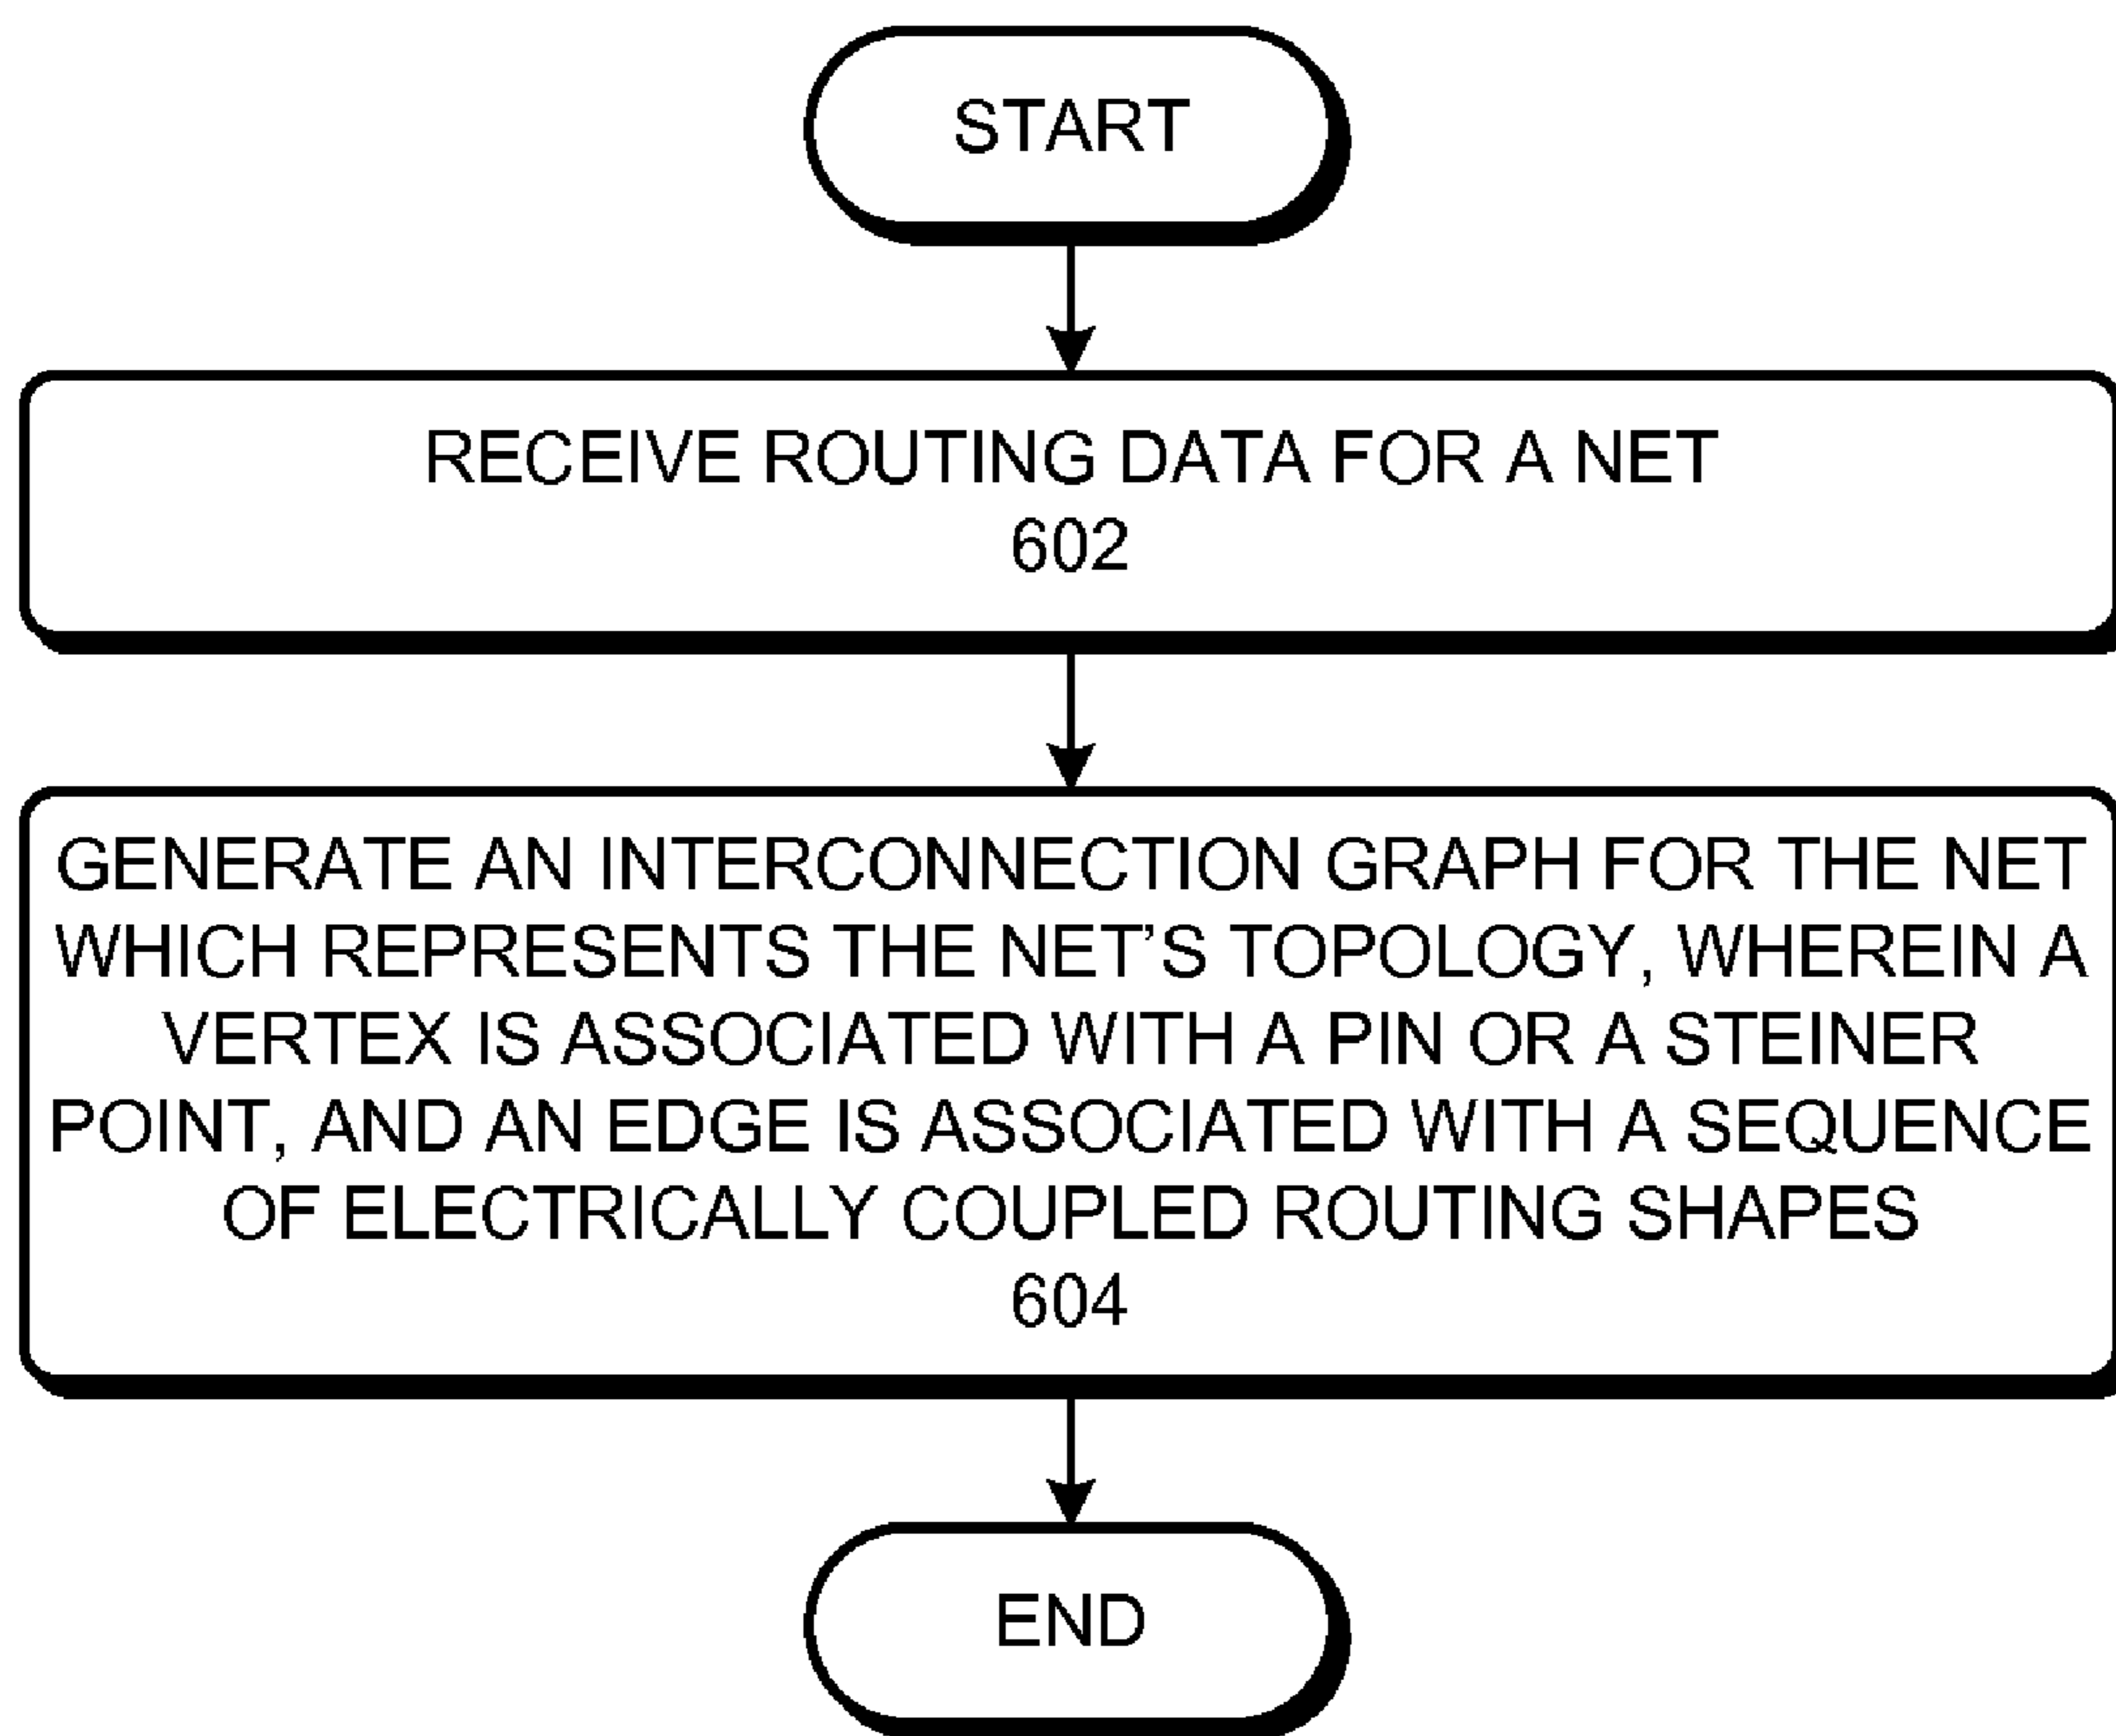 START
RECEIVE ROUTING DATA FOR A NET
602
GENERATE AN INTERCONNECTION GRAPH FOR THE NET
WHICH REPRESENTS THE NET’S TOPOLOGY, WHEREIN A
VERTEX IS ASSOCIATED WITH A PIN OR A STEINER
POINT, AND AN EDGE IS ASSOCIATED WITH A SEQUENCE
OF ELECTRICALLY COUPLED ROUTING SHAPES
604
END